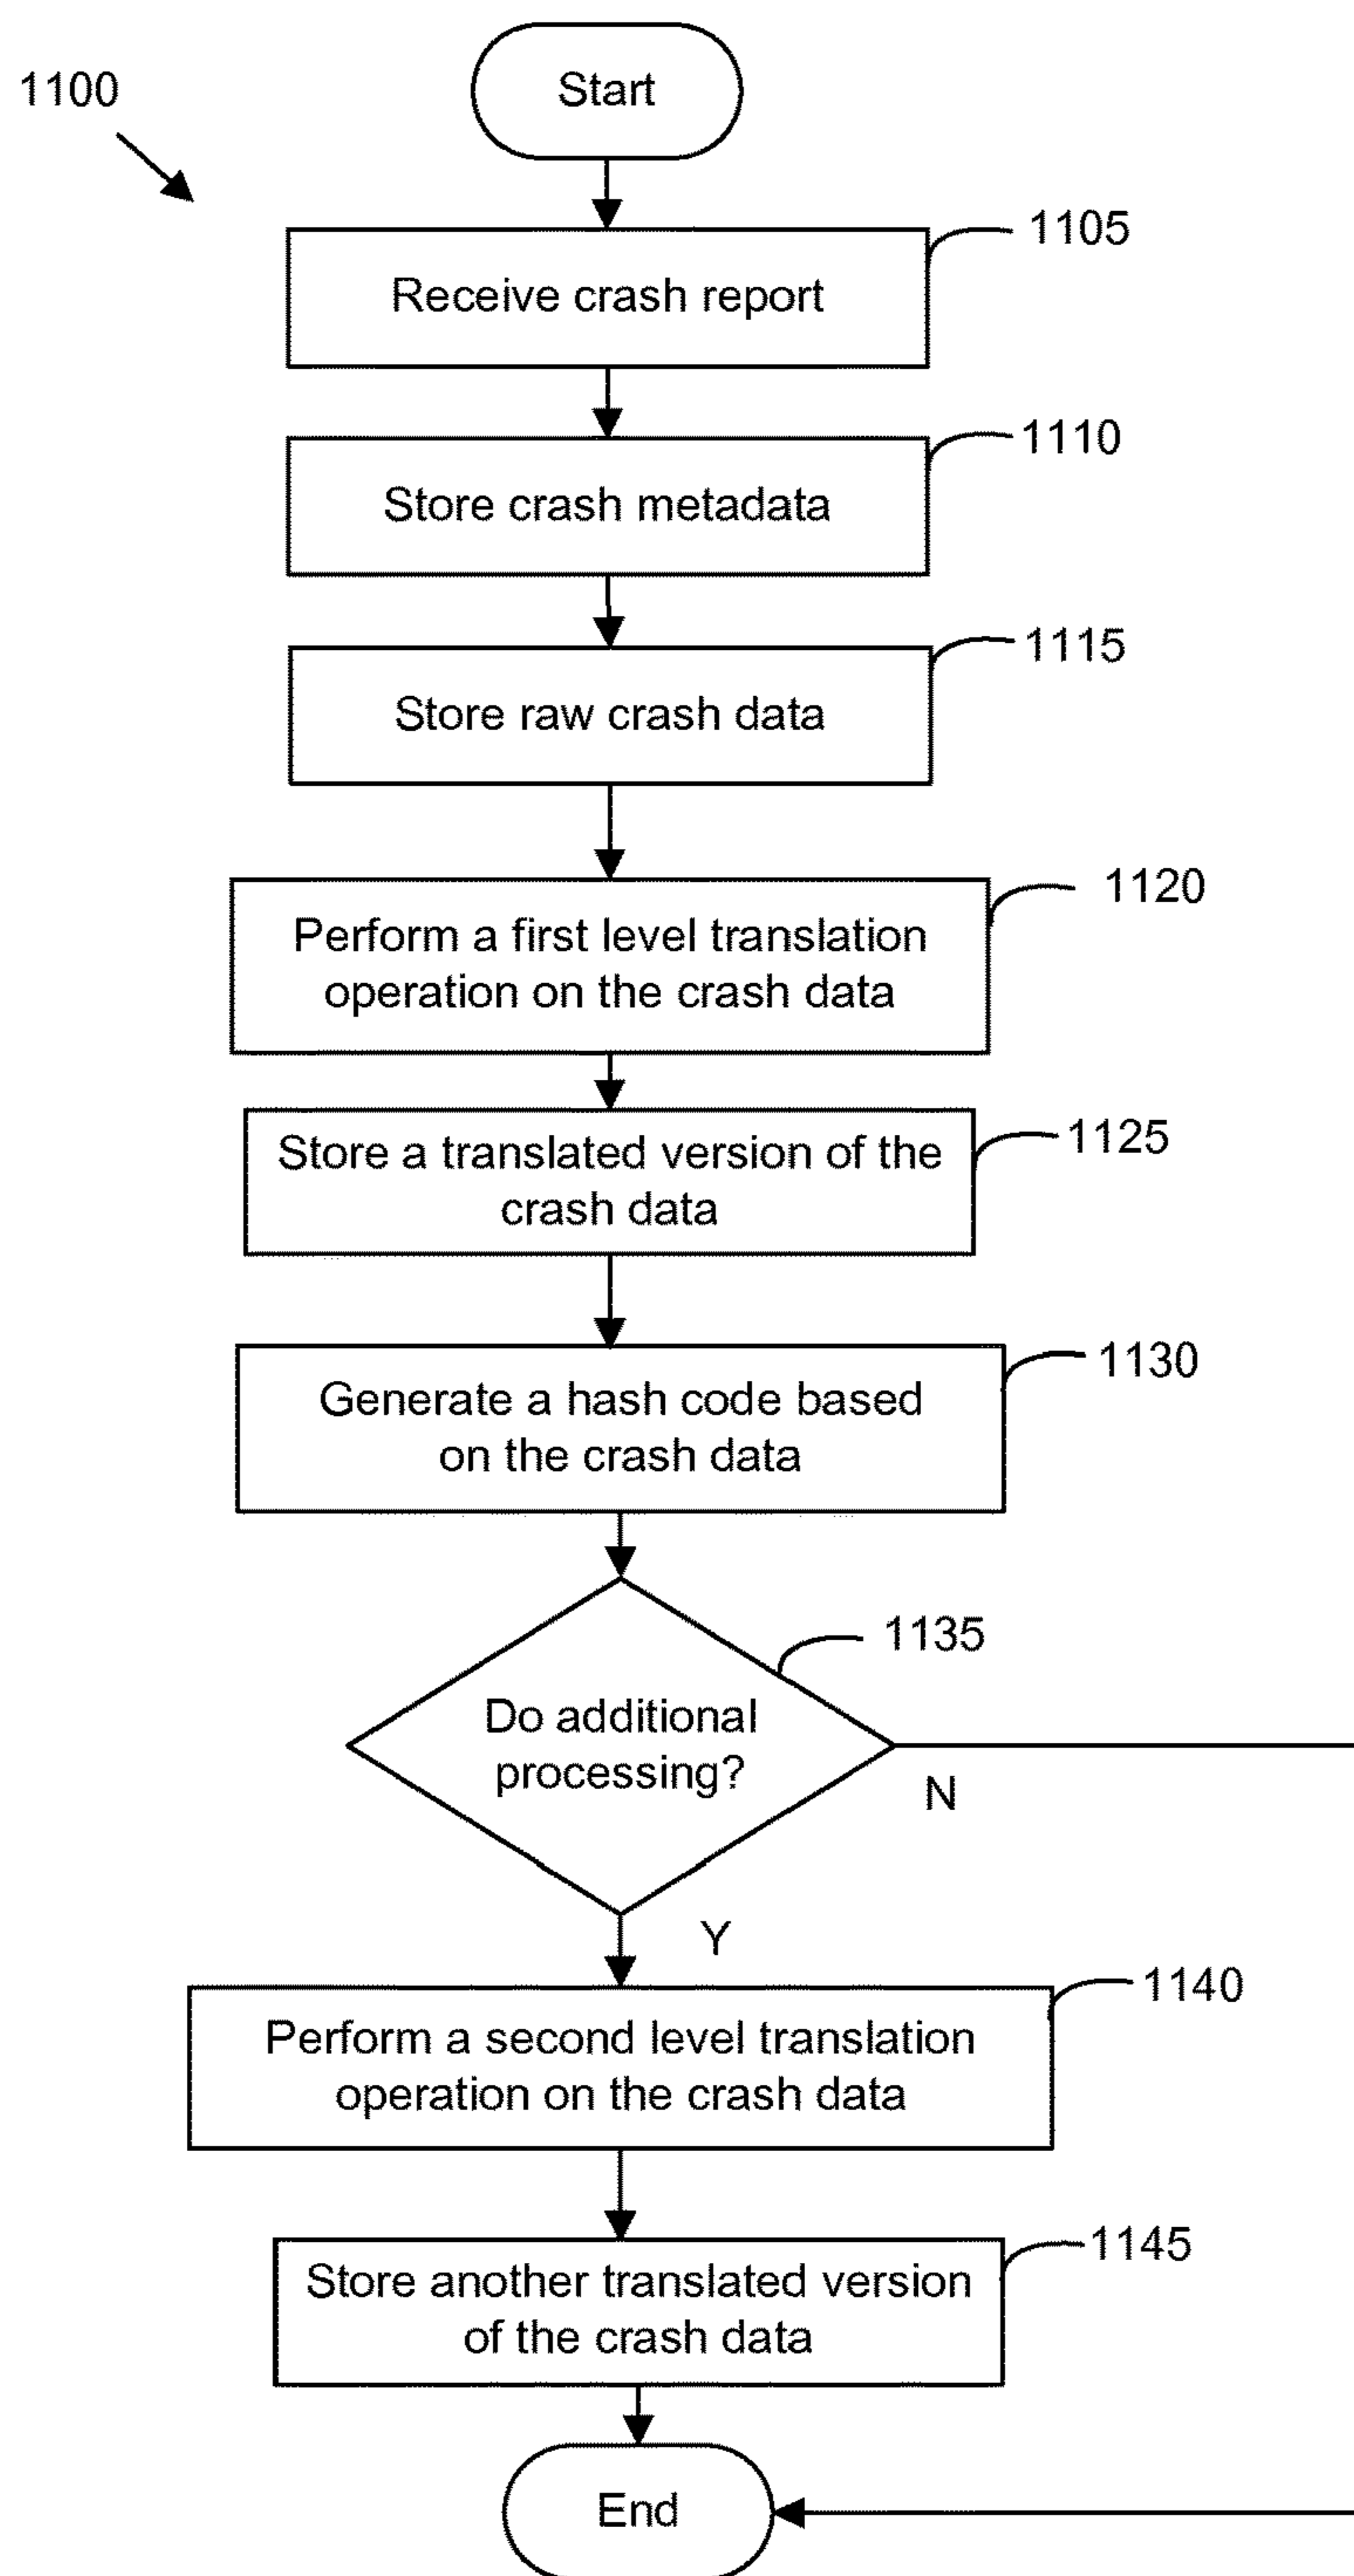 1100
Start
1105
Receive crash report
1110
Store crash metadata
1115
Store raw crash data
1120
Perform a first level translation
operation on the crash data
1125
Store a translated version of the
crash data
1130
Generate a hash code based
on the crash data
1135
Do additional
processing?
N
Y
1140
Perform a second level translation
operation on the crash data
1145
Store another translated version
of the crash data
End